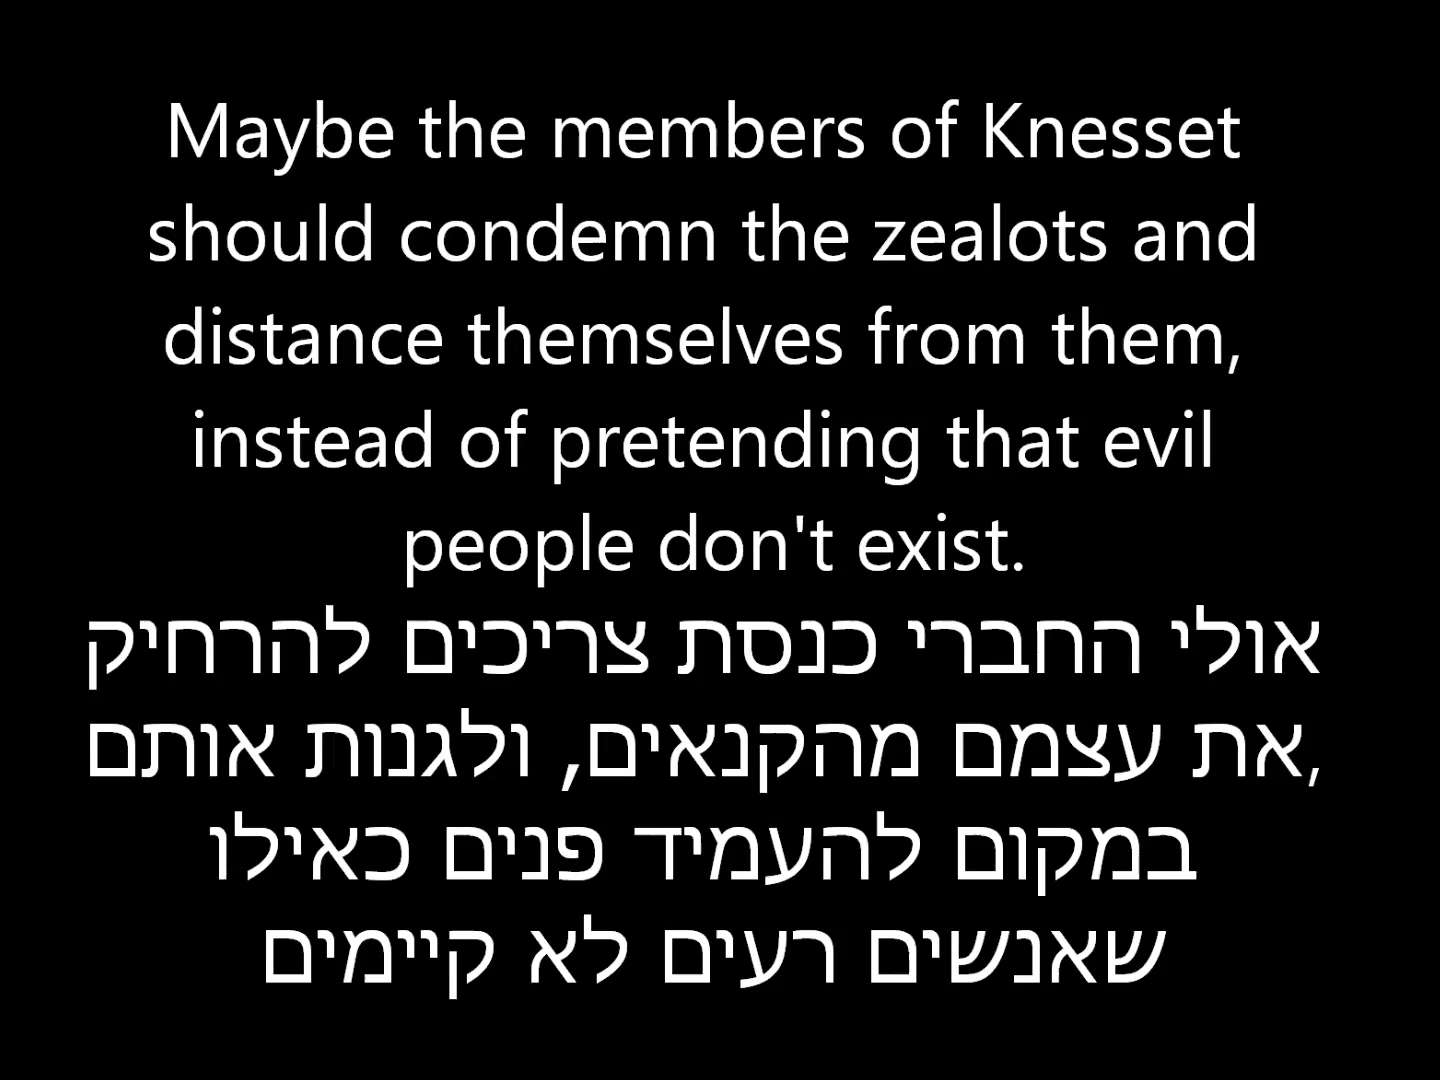 Maybe the members of Knesset
should condemn the zealots and
distance themselves from them,
instead of pretending that evil
people don't exist.
אולי החברי כנסת צריכים להרחיק
את עצמם מהקנאים, ולגנות אותם,
במקום להעמיד פנים כאילו
שאנשים רעים לא קיימים